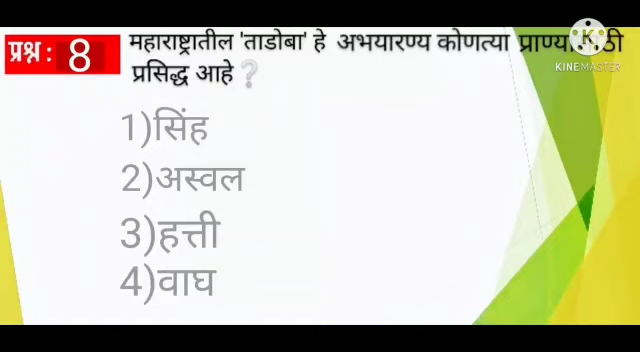 प्रश्न : 8
महाराष्ट्रातील 'ताडोबा' हे अभयारण्य कोणत्या
प्रसिद्ध आहे❔
KINEMASTER
1)सिंह
2)अस्वल
3)हत्ती
4)वाघ